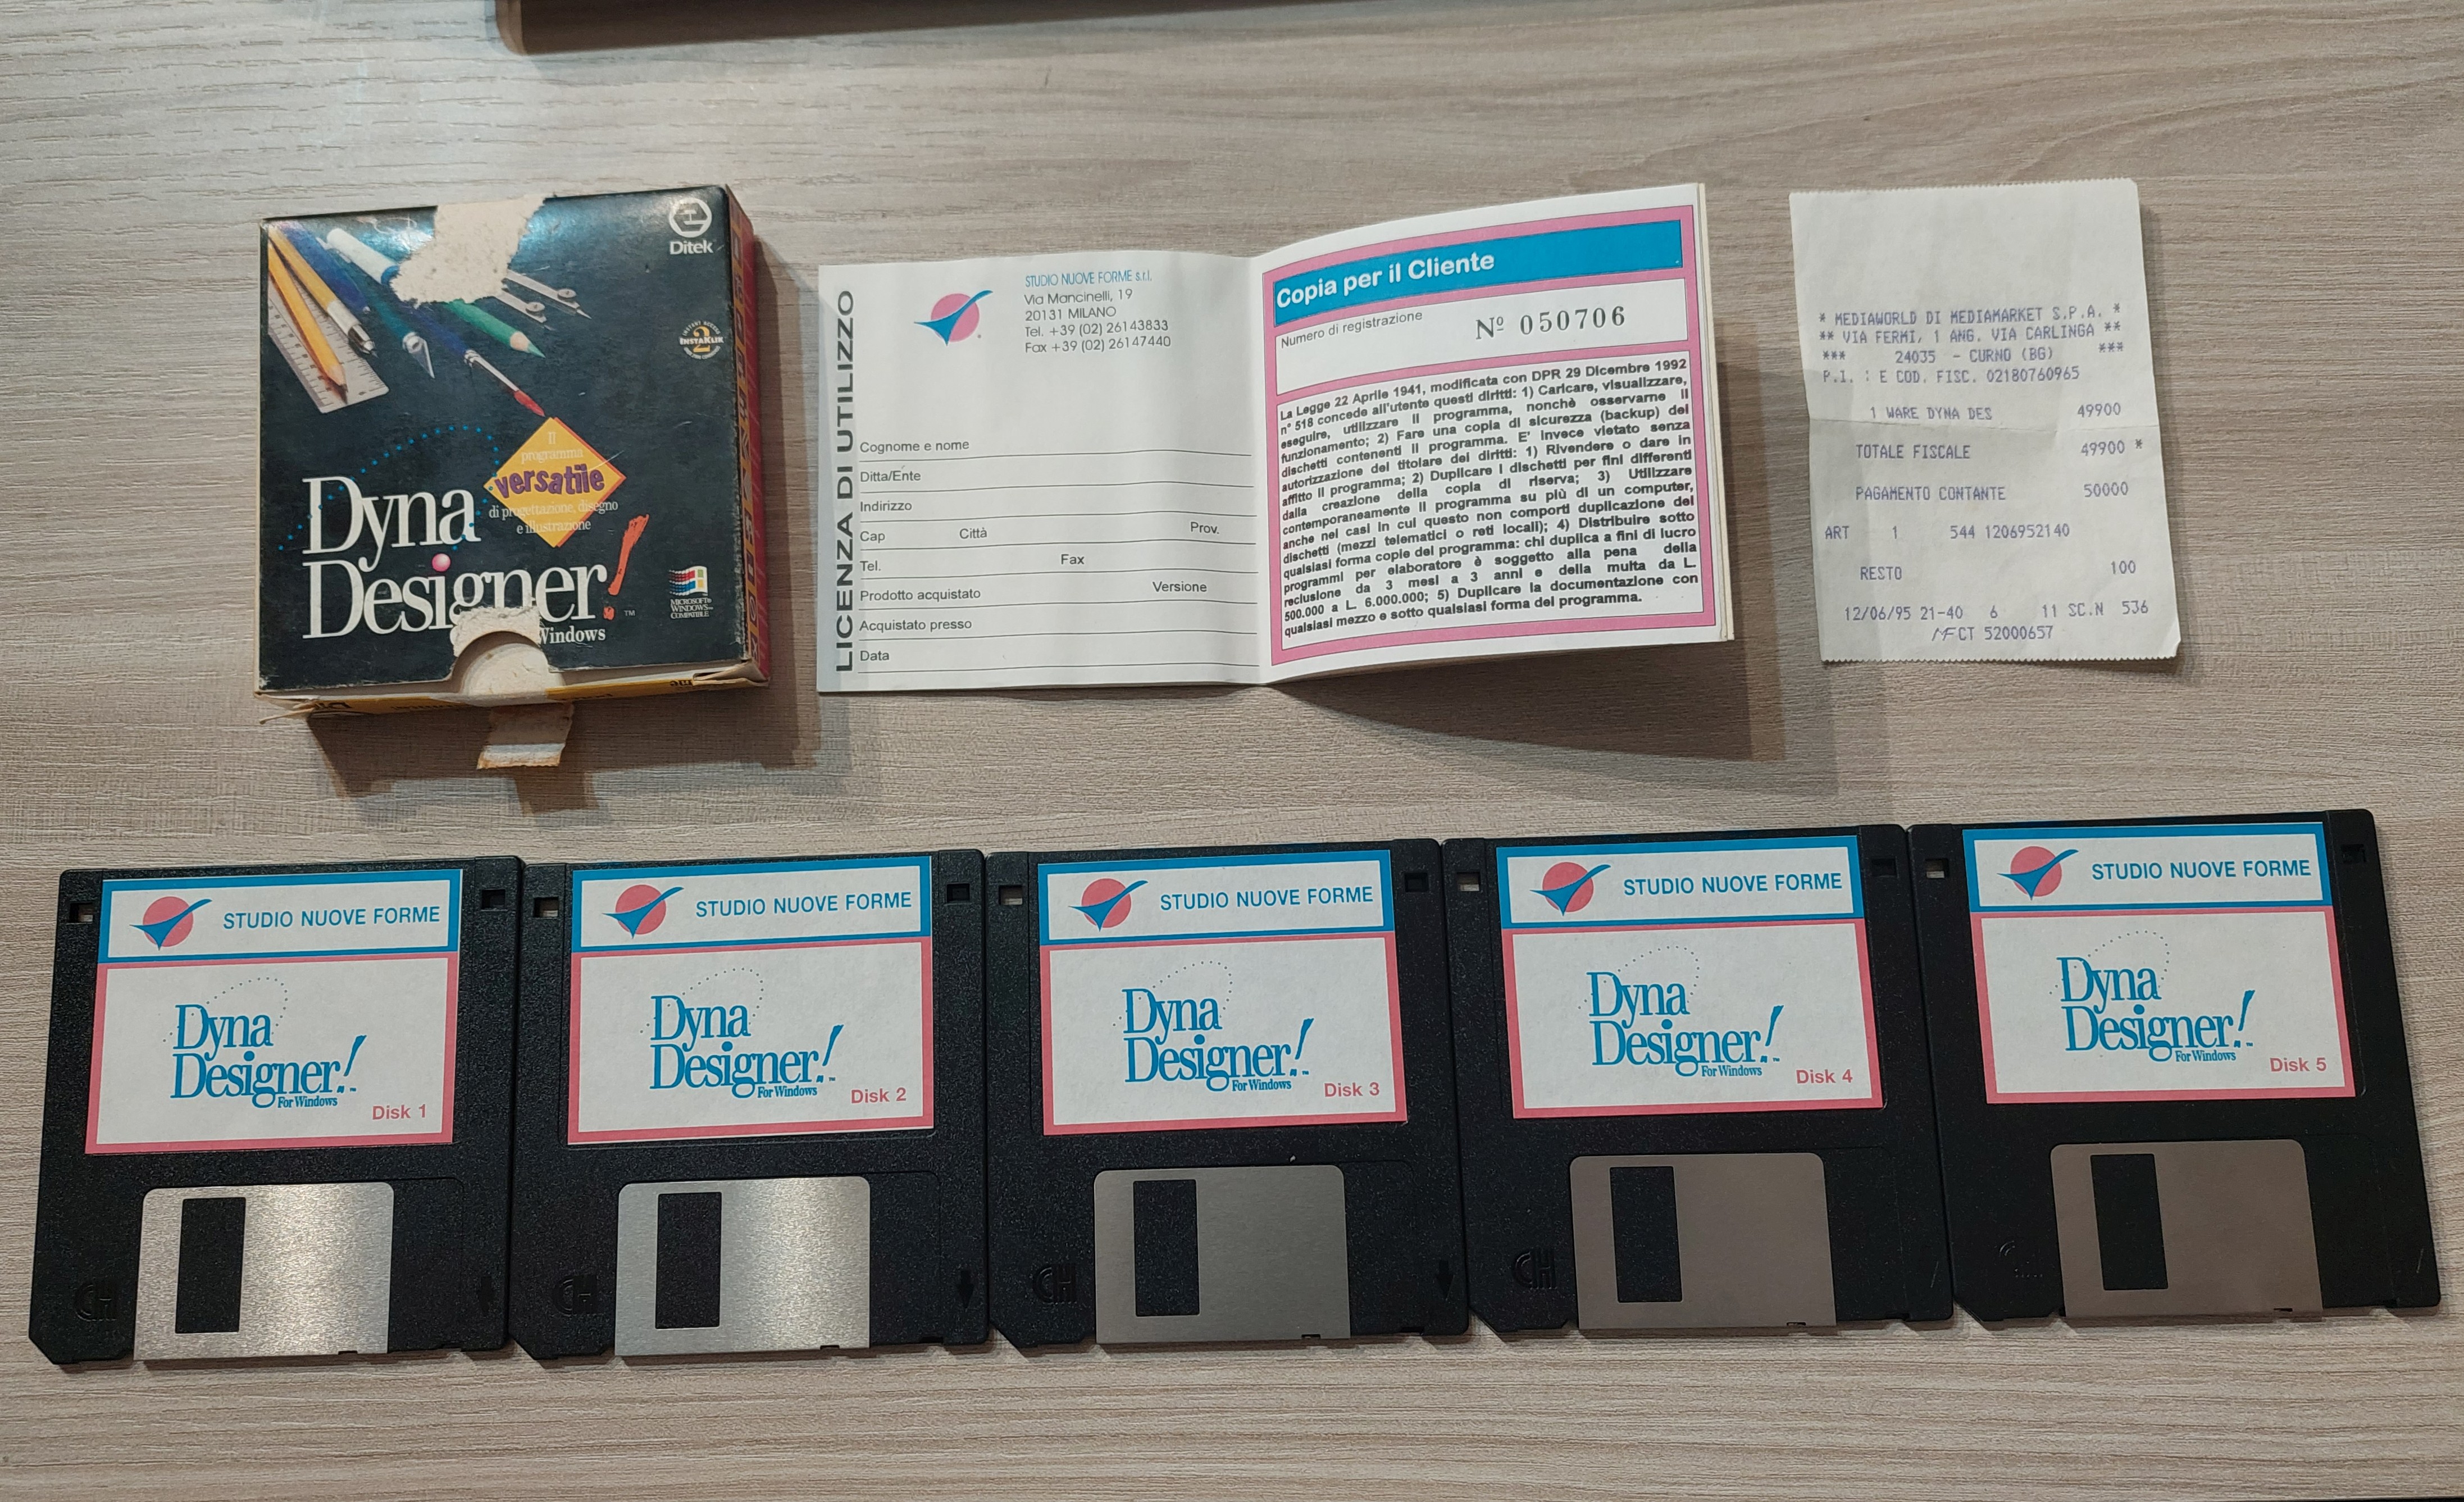 Ditek
INSTAKLIK
2
Il
programma
versatile
di progettazione, disegno
e illustrazione
Dyna
Designer!™
Windows
MICROSOFT®
WINDOWS™
COMPATIBLE
LICENZA DI UTILIZZO
STUDIO NUOVE FORME s.r.l.
Via Mancinelli, 19
20131 MILANO
Tel. +39 (02) 26143833
Fax +39 (02) 26147440
Cognome e nome
Ditta/Ente
Indirizzo
Cap Città Prov.
Tel. Fax
Prodotto acquistato Versione
Acquistato presso
Data
Copia per il Cliente
Numero di registrazione Nº 050706
La Legge 22 Aprile 1941, modificata con DPR 29 Dicembre 1992
n° 518 concede all'utente questi diritti: 1) Caricare, visualizzare,
eseguire, utilizzare il programma, nonchè osservarne il
funzionamento; 2) Fare una copia di sicurezza (backup) dei
dischetti contenenti il programma. E' invece vietato senza
autorizzazione del titolare dei diritti: 1) Rivendere o dare in
affitto il programma; 2) Duplicare i dischetti per fini differenti
dalla creazione della copia di riserva; 3) Utilizzare
contemporaneamente il programma su più di un computer,
anche nei casi in cui questo non comporti duplicazione dei
dischetti (mezzi telematici o reti locali); 4) Distribuire sotto
qualsiasi forma copie del programma: chi duplica a fini di lucro
programmi per elaboratore è soggetto alla pena della
reclusione da 3 mesi a 3 anni e della multa da L.
500.000 a L. 6.000.000; 5) Duplicare la documentazione con
qualsiasi mezzo e sotto qualsiasi forma del programma.
* MEDIAWORLD DI MEDIAMARKET S.P.A. *
** VIA FERMI, 1 ANG. VIA CARLINGA **
*** 24035 - CURNO (BG) ***
P.I. : E COD. FISC. 02180760965
1 WARE DYNA DES 49900
TOTALE FISCALE 49900 *
PAGAMENTO CONTANTE 50000
ART 1 544 1206952140
RESTO 100
12/06/95 21-40 6 11 SC.N 536
MF CT 52000657
STUDIO NUOVE FORME
Dyna
Designer!™
For Windows
Disk 1
STUDIO NUOVE FORME
Dyna
Designer!™
For Windows
Disk 2
STUDIO NUOVE FORME
Dyna
Designer!™
For Windows
Disk 3
STUDIO NUOVE FORME
Dyna
Designer!™
For Windows
Disk 4
STUDIO NUOVE FORME
Dyna
Designer!™
For Windows
Disk 5